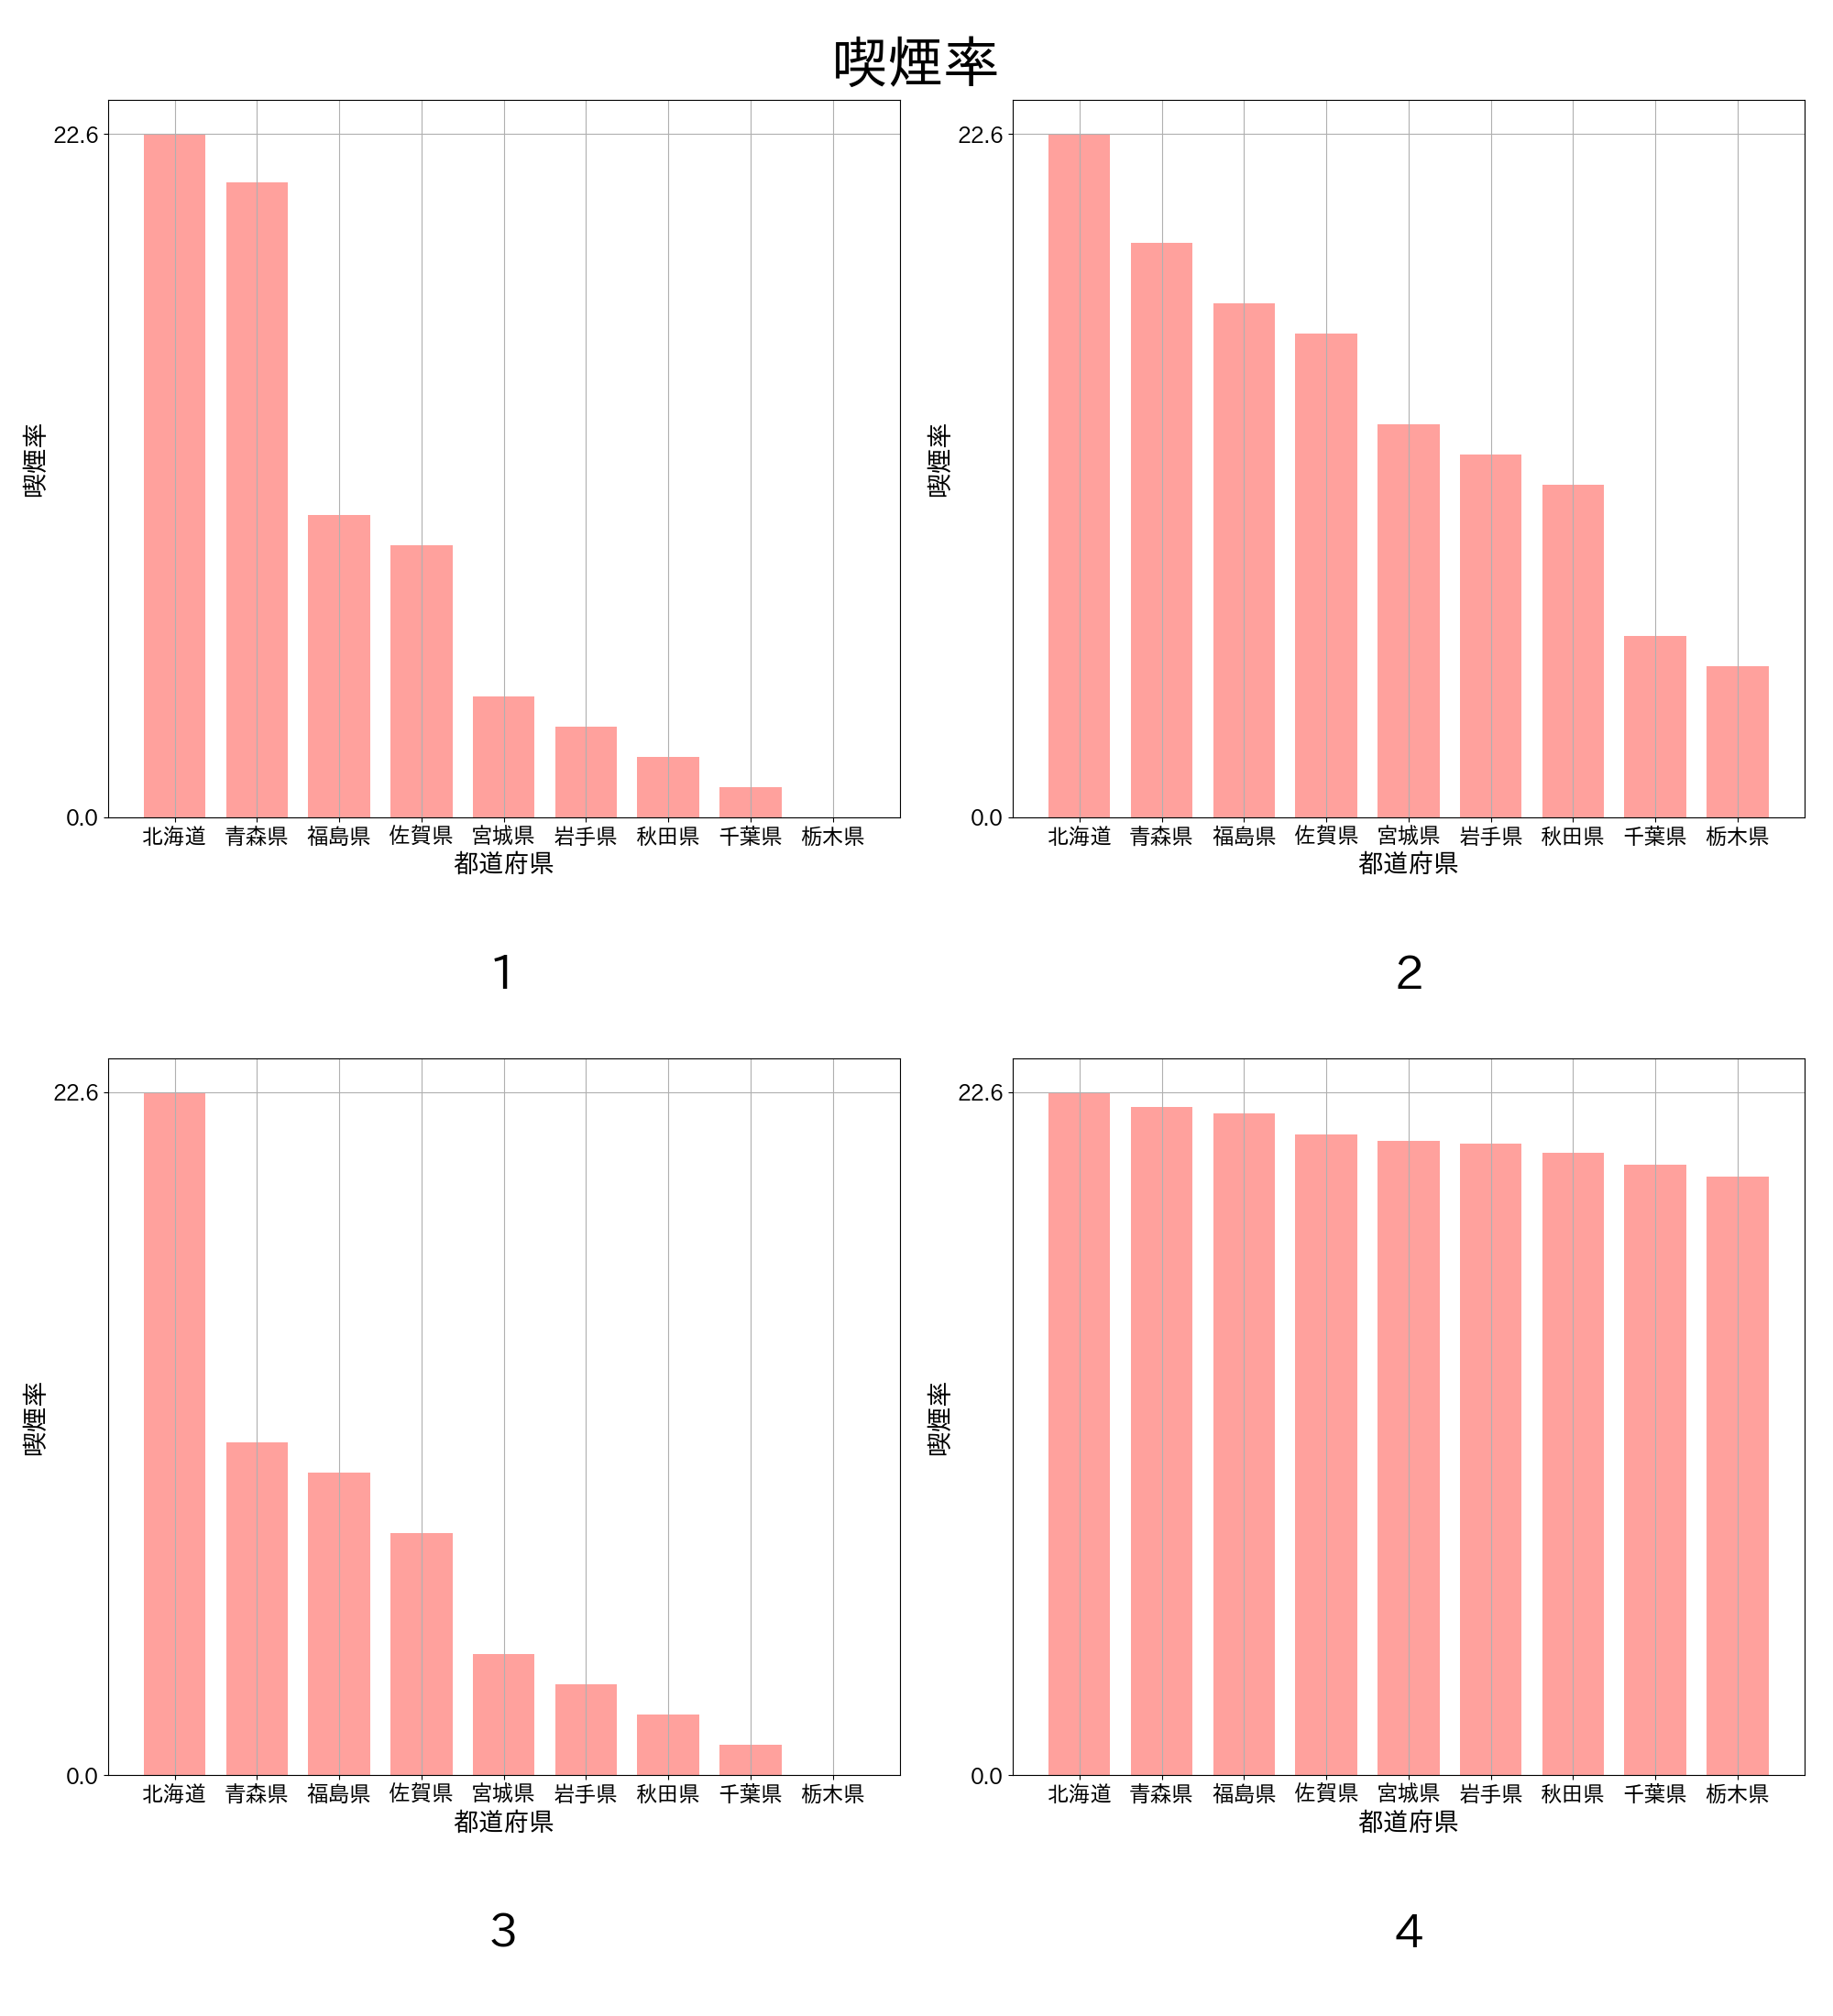 喫煙率
22.6
喫煙率
0.0
北海道 青森県 福島県 佐賀県 宮城県 岩手県 秋田県 千葉県 栃木県
都道府県
1
22.6
喫煙率
0.0
北海道 青森県 福島県 佐賀県 宮城県 岩手県 秋田県 千葉県 栃木県
都道府県
2
22.6
喫煙率
0.0
北海道 青森県 福島県 佐賀県 宮城県 岩手県 秋田県 千葉県 栃木県
都道府県
3
22.6
喫煙率
0.0
北海道 青森県 福島県 佐賀県 宮城県 岩手県 秋田県 千葉県 栃木県
都道府県
4